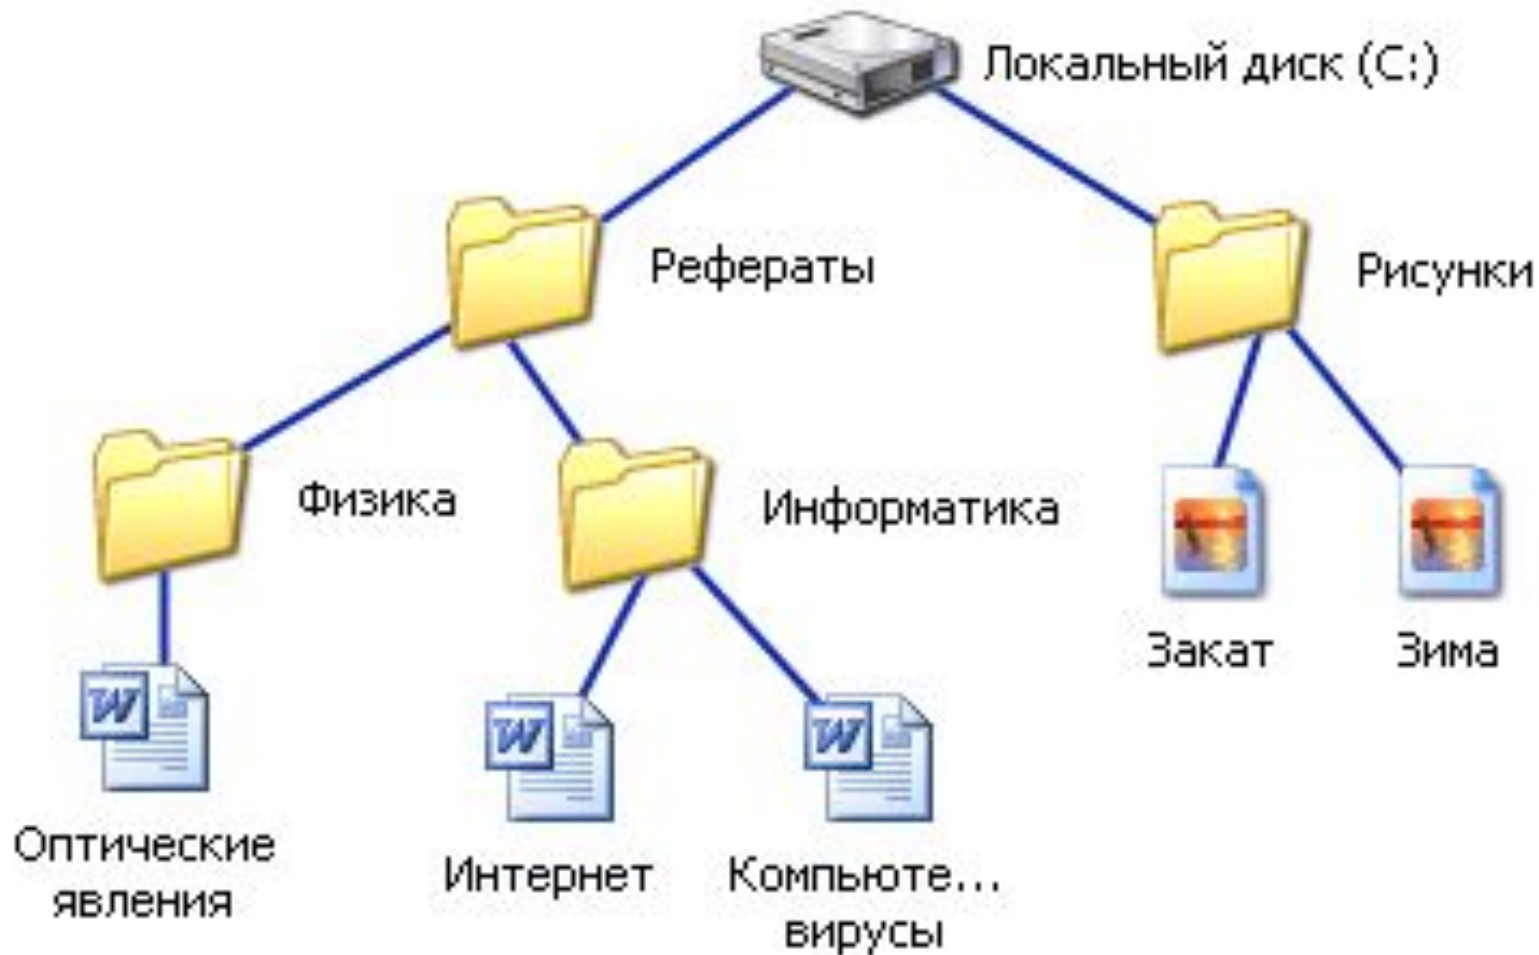 Локальный диск (C:)
Рефераты
Рисунки
Физика
Информатика
Закат
Зима
Оптические
явления
Интернет
Компьюте...
вирусы